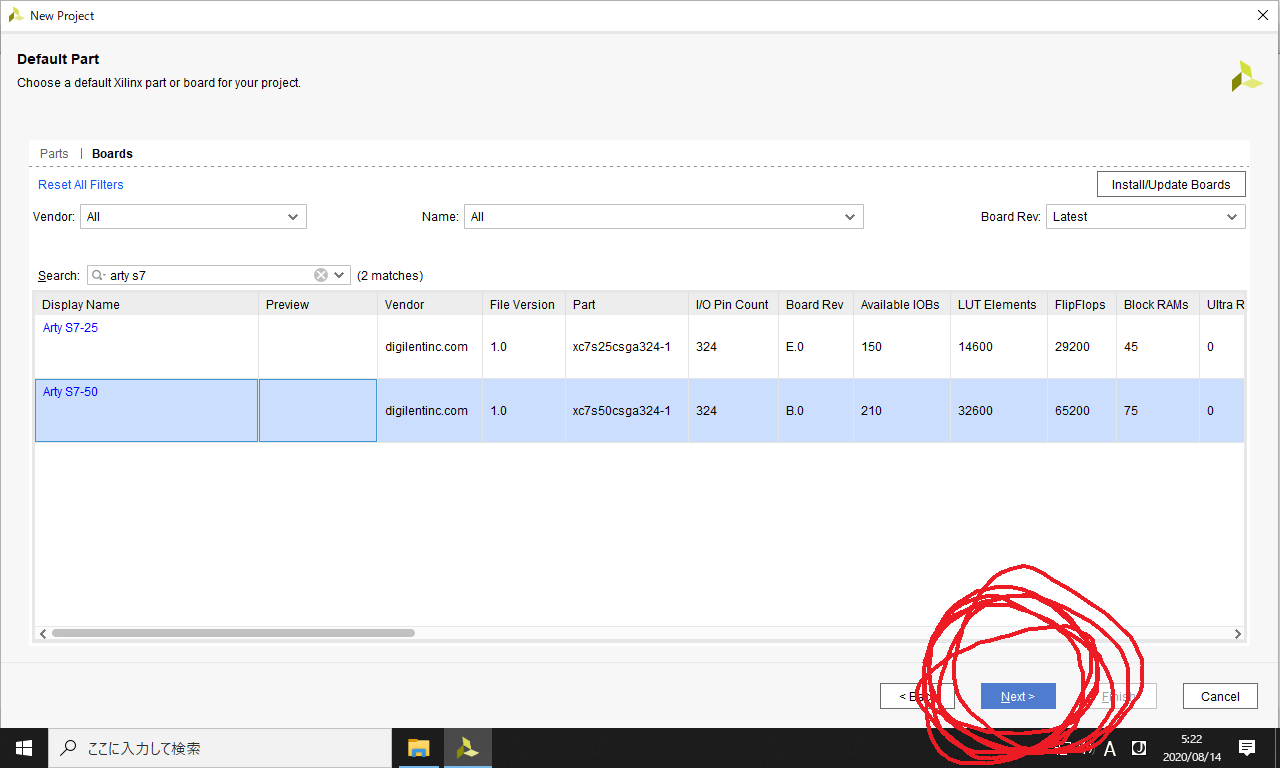 New Project
Default Part
Choose a default Xilinx part or board for your project.
Parts | Boards
Reset All Filters
Install/Update Boards
Vendor: All
Name: All
Board Rev: Latest
Search: arty s7 (2 matches)
Display Name Preview Vendor File Version Part I/O Pin Count Board Rev Available IOBs LUT Elements FlipFlops Block RAMs Ultra R
Arty S7-25 digilentinc.com 1.0 xc7s25csga324-1 324 E.0 150 14600 29200 45 0
Arty S7-50 digilentinc.com 1.0 xc7s50csga324-1 324 B.0 210 32600 65200 75 0
< Back Next > Finish Cancel
ここに入力して検索
A J
5:22
2020/08/14